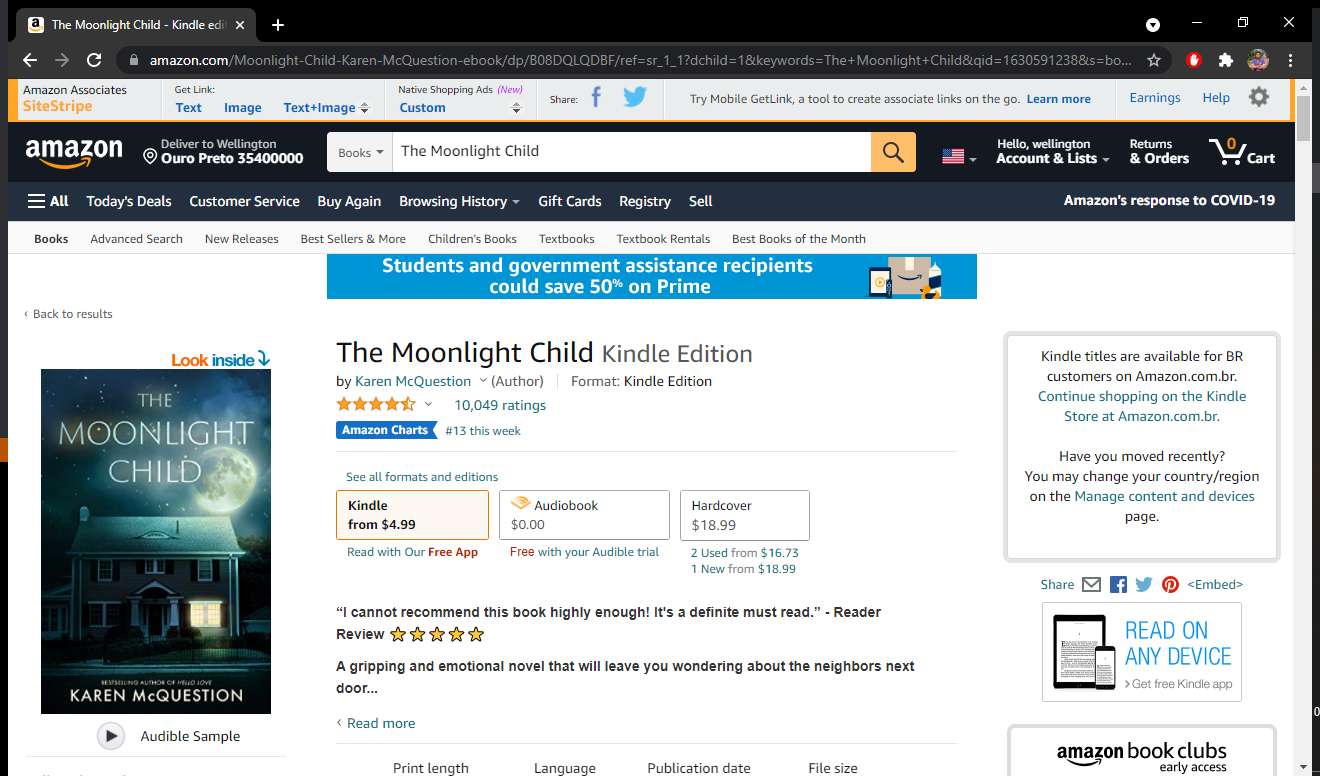 The Moonlight Child - Kindle edi
amazon.com/Moonlight-Child-Karen-McQuestion-ebook/dp/B08DQLQDBF/ref=sr_1_1?dchild=1&keywords=The+Moonlight+Child&qid=1630591238&s=bo...
Amazon Associates
SiteStripe
Get Link:
Text Image Text+Image
Native Shopping Ads (New)
Custom
Share:
Try Mobile GetLink, a tool to create associate links on the go. Learn more
Earnings Help
amazon
Deliver to Wellington
Ouro Preto 35400000
Books
The Moonlight Child
Hello, wellington
Account & Lists
Returns
& Orders
0
Cart
All Today's Deals Customer Service Buy Again Browsing History Gift Cards Registry Sell
Amazon's response to COVID-19
Books Advanced Search New Releases Best Sellers & More Children's Books Textbooks Textbook Rentals Best Books of the Month
Students and government assistance recipients
could save 50% on Prime
‹ Back to results
Look inside
THE
MOONLIGHT
CHILD
BESTSELLING AUTHOR OF HELLO LOVE
KAREN McQUESTION
Audible Sample
The Moonlight Child Kindle Edition
by Karen McQuestion (Author) Format: Kindle Edition
10,049 ratings
Amazon Charts #13 this week
See all formats and editions
Kindle
from $4.99
Read with Our Free App
Audiobook
$0.00
Free with your Audible trial
Hardcover
$18.99
2 Used from $16.73
1 New from $18.99
“I cannot recommend this book highly enough! It's a definite must read.” - Reader
Review
A gripping and emotional novel that will leave you wondering about the neighbors next
door...
‹ Read more
Print length Language Publication date File size
Kindle titles are available for BR
customers on Amazon.com.br.
Continue shopping on the Kindle
Store at Amazon.com.br.
Have you moved recently?
You may change your country/region
on the Manage content and devices
page.
Share <Embed>
READ ON
ANY DEVICE
›Get free Kindle app
amazon book clubs
early access